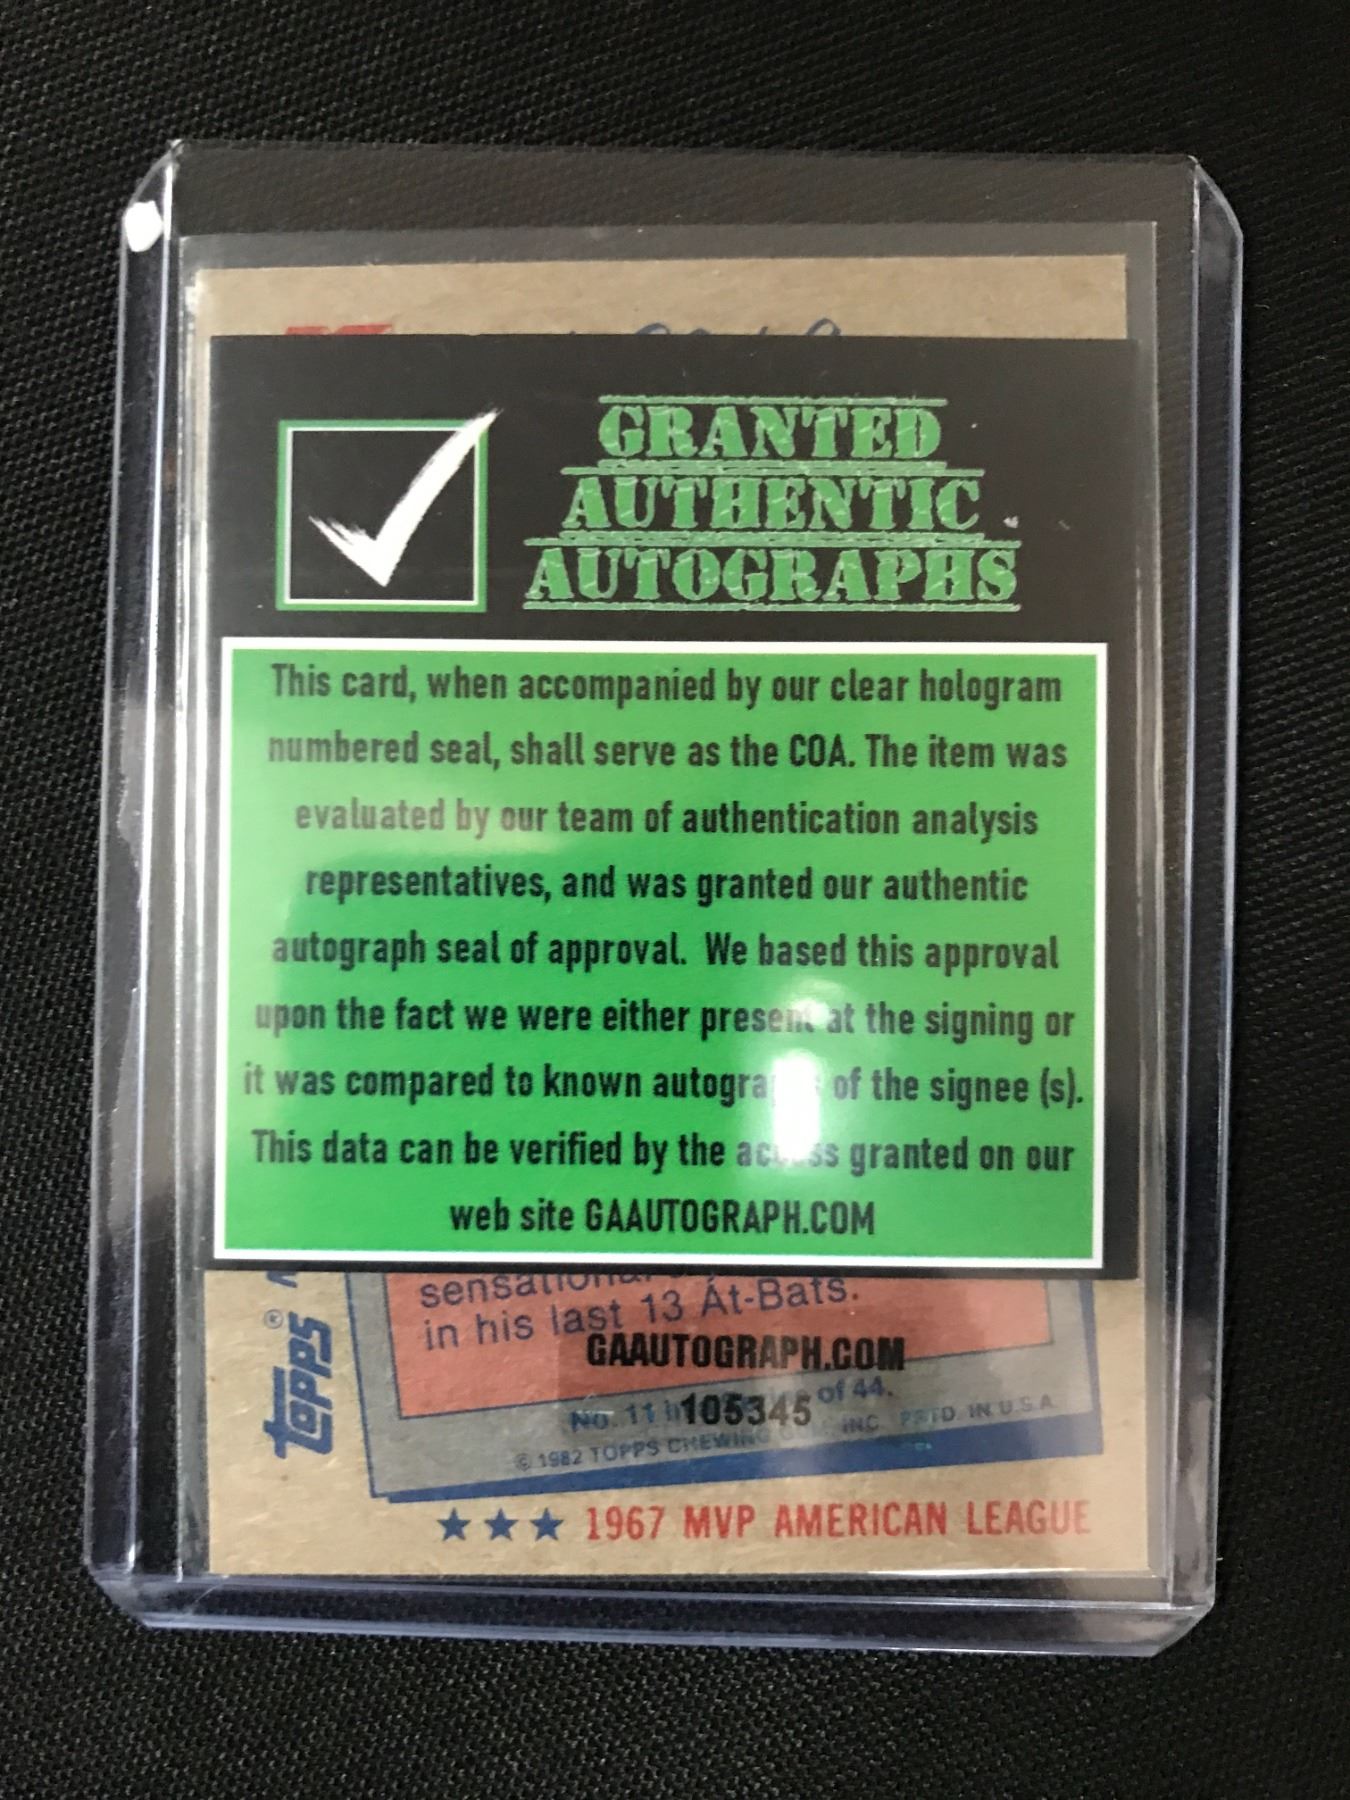 GRANTED
AUTHENTIC
AUTOGRAPHS
This card, when accompanied by our clear hologram
numbered seal, shall serve as the COA. The item was
evaluated by our team of authentication analysis
representatives, and was granted our authentic
autograph seal of approval. We based this approval
upon the fact we were either present at the signing or
it was compared to known of the signee (s).
This data can be verified by the access granted on our
web site GAAUTOGRAPH.COM
sensational
in his last 13 At-Bats.
GAAUTOGRAPH.COM
105345
No. 11 of 44.
© 1982 TOPPS CHEWING INC. PRTD. IN U.S.A.
topps®
★★★ 1967 MVP AMERICAN LEAGUE